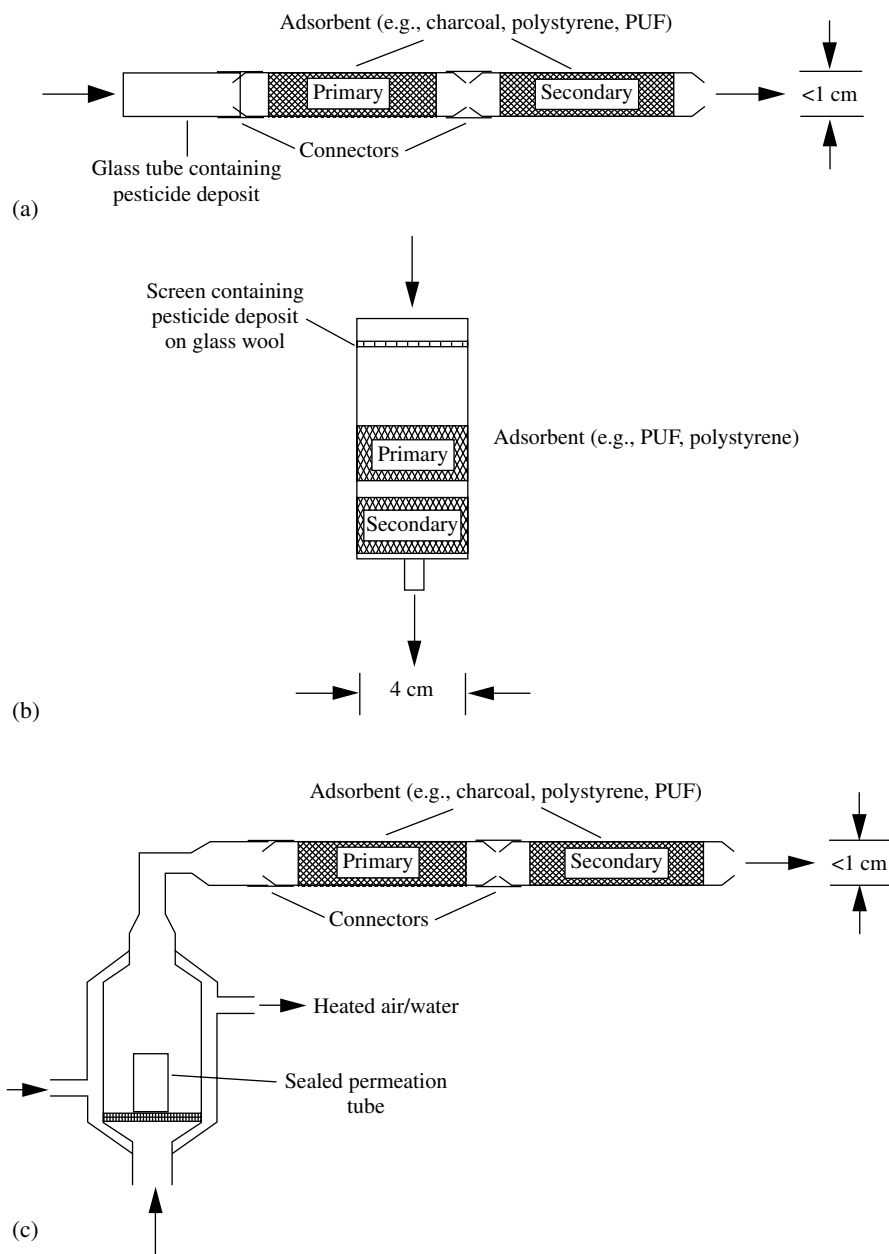 Adsorbent (e.g., charcoal, polystyrene, PUF)
Primary
Secondary
<1 cm
Connectors
Glass tube containing
pesticide deposit
(a)
Screen containing
pesticide deposit
on glass wool
Adsorbent (e.g., PUF, polystyrene)
Primary
Secondary
4 cm
(b)
Adsorbent (e.g., charcoal, polystyrene, PUF)
Primary
Secondary
<1 cm
Connectors
Heated air/water
Sealed permeation
tube
(c)